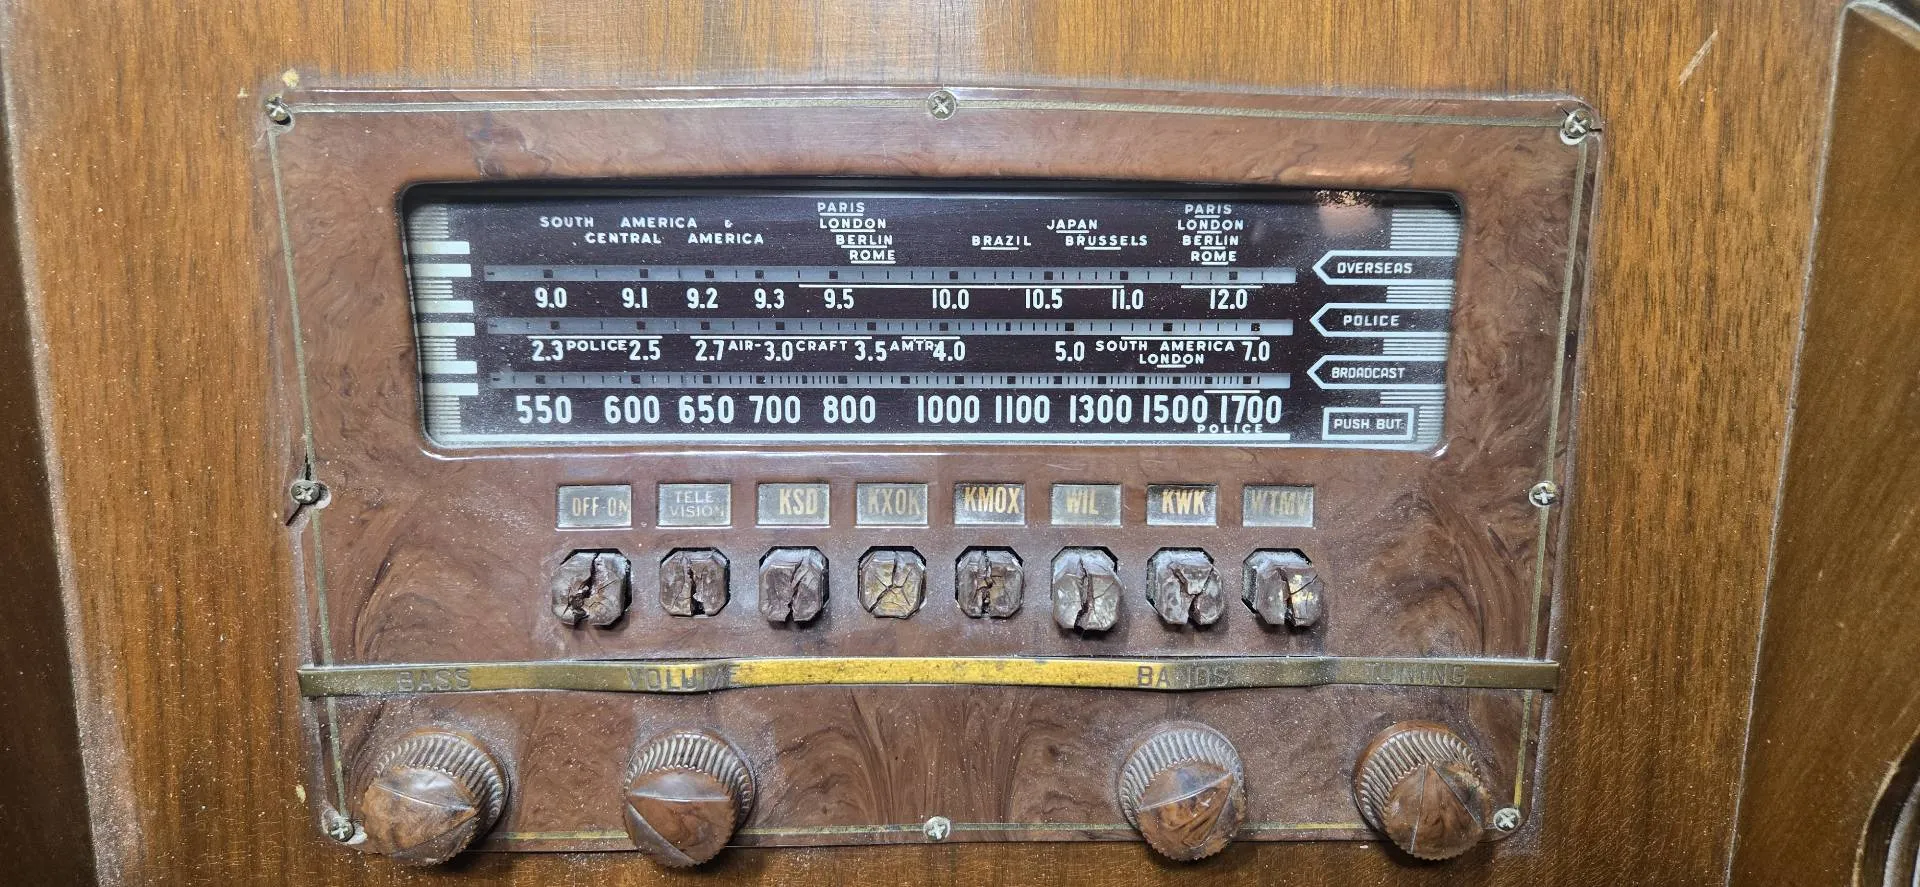 PARIS PARIS
SOUTH AMERICA & LONDON JAPAN LONDON
CENTRAL AMERICA BERLIN BRAZIL BRUSSELS BERLIN
ROME ROME
OVERSEAS
9.0 9.1 9.2 9.3 9.5 10.0 10.5 11.0 12.0
POLICE
2.3 POLICE 2.5 2.7 AIR- 3.0 CRAFT 3.5 AMTR 4.0 5.0 SOUTH AMERICA 7.0
LONDON
BROADCAST
550 600 650 700 800 1000 1100 1300 1500 1700
POLICE
PUSH BUT.
OFF ON TELE VISION KSD KXOK KMOX WIL KWK WTMV
BASS VOLUME BANDS TUNING